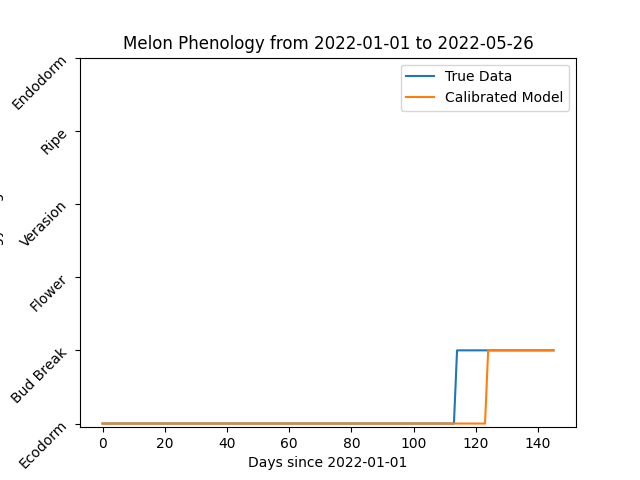 Melon Phenology from 2022-01-01 to 2022-05-26
True Data
Calibrated Model
Endodorm
Ripe
Verasion
Flower
Bud Break
Ecodorm
0 20 40 60 80 100 120 140
Days since 2022-01-01